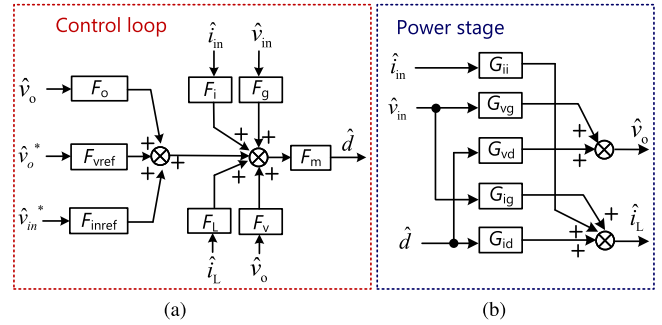 Control loop
î_in
v̂_in
v̂_o
F_o
F_i
F_g
v̂_o*
F_vref
F_m
d̂
v̂_in*
F_inref
F_L
F_v
î_L
v̂_o
+ + + + + + + + +
(a)
Power stage
î_in
G_ii
v̂_in
G_vg
v̂_o
G_vd
G_ig
î_L
d̂
G_id
+ + + + +
(b)